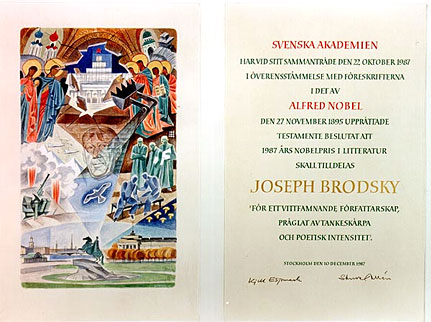 SVENSKA AKADEMIEN
HAR VID SITT SAMMANTRÄDE DEN 22 OKTOBER 1987
I ÖVERENSSTÄMMELSE MED FÖRESKRIFTERNA
I DET AV
ALFRED NOBEL
DEN 27 NOVEMBER 1895 UPPRÄTTADE
TESTAMENTE BESLUTAT ATT
1987 ÅRS NOBELPRIS I LITTERATUR
SKALL TILLDELAS
JOSEPH BRODSKY
"FÖR ETT VITTFAMNANDE FÖRFATTARSKAP,
PRÄGLAT AV TANKESKÄRPA
OCH POETISK INTENSITET".
STOCKHOLM DEN 10 DECEMBER 1987
Kjell Espmark Sture Allén